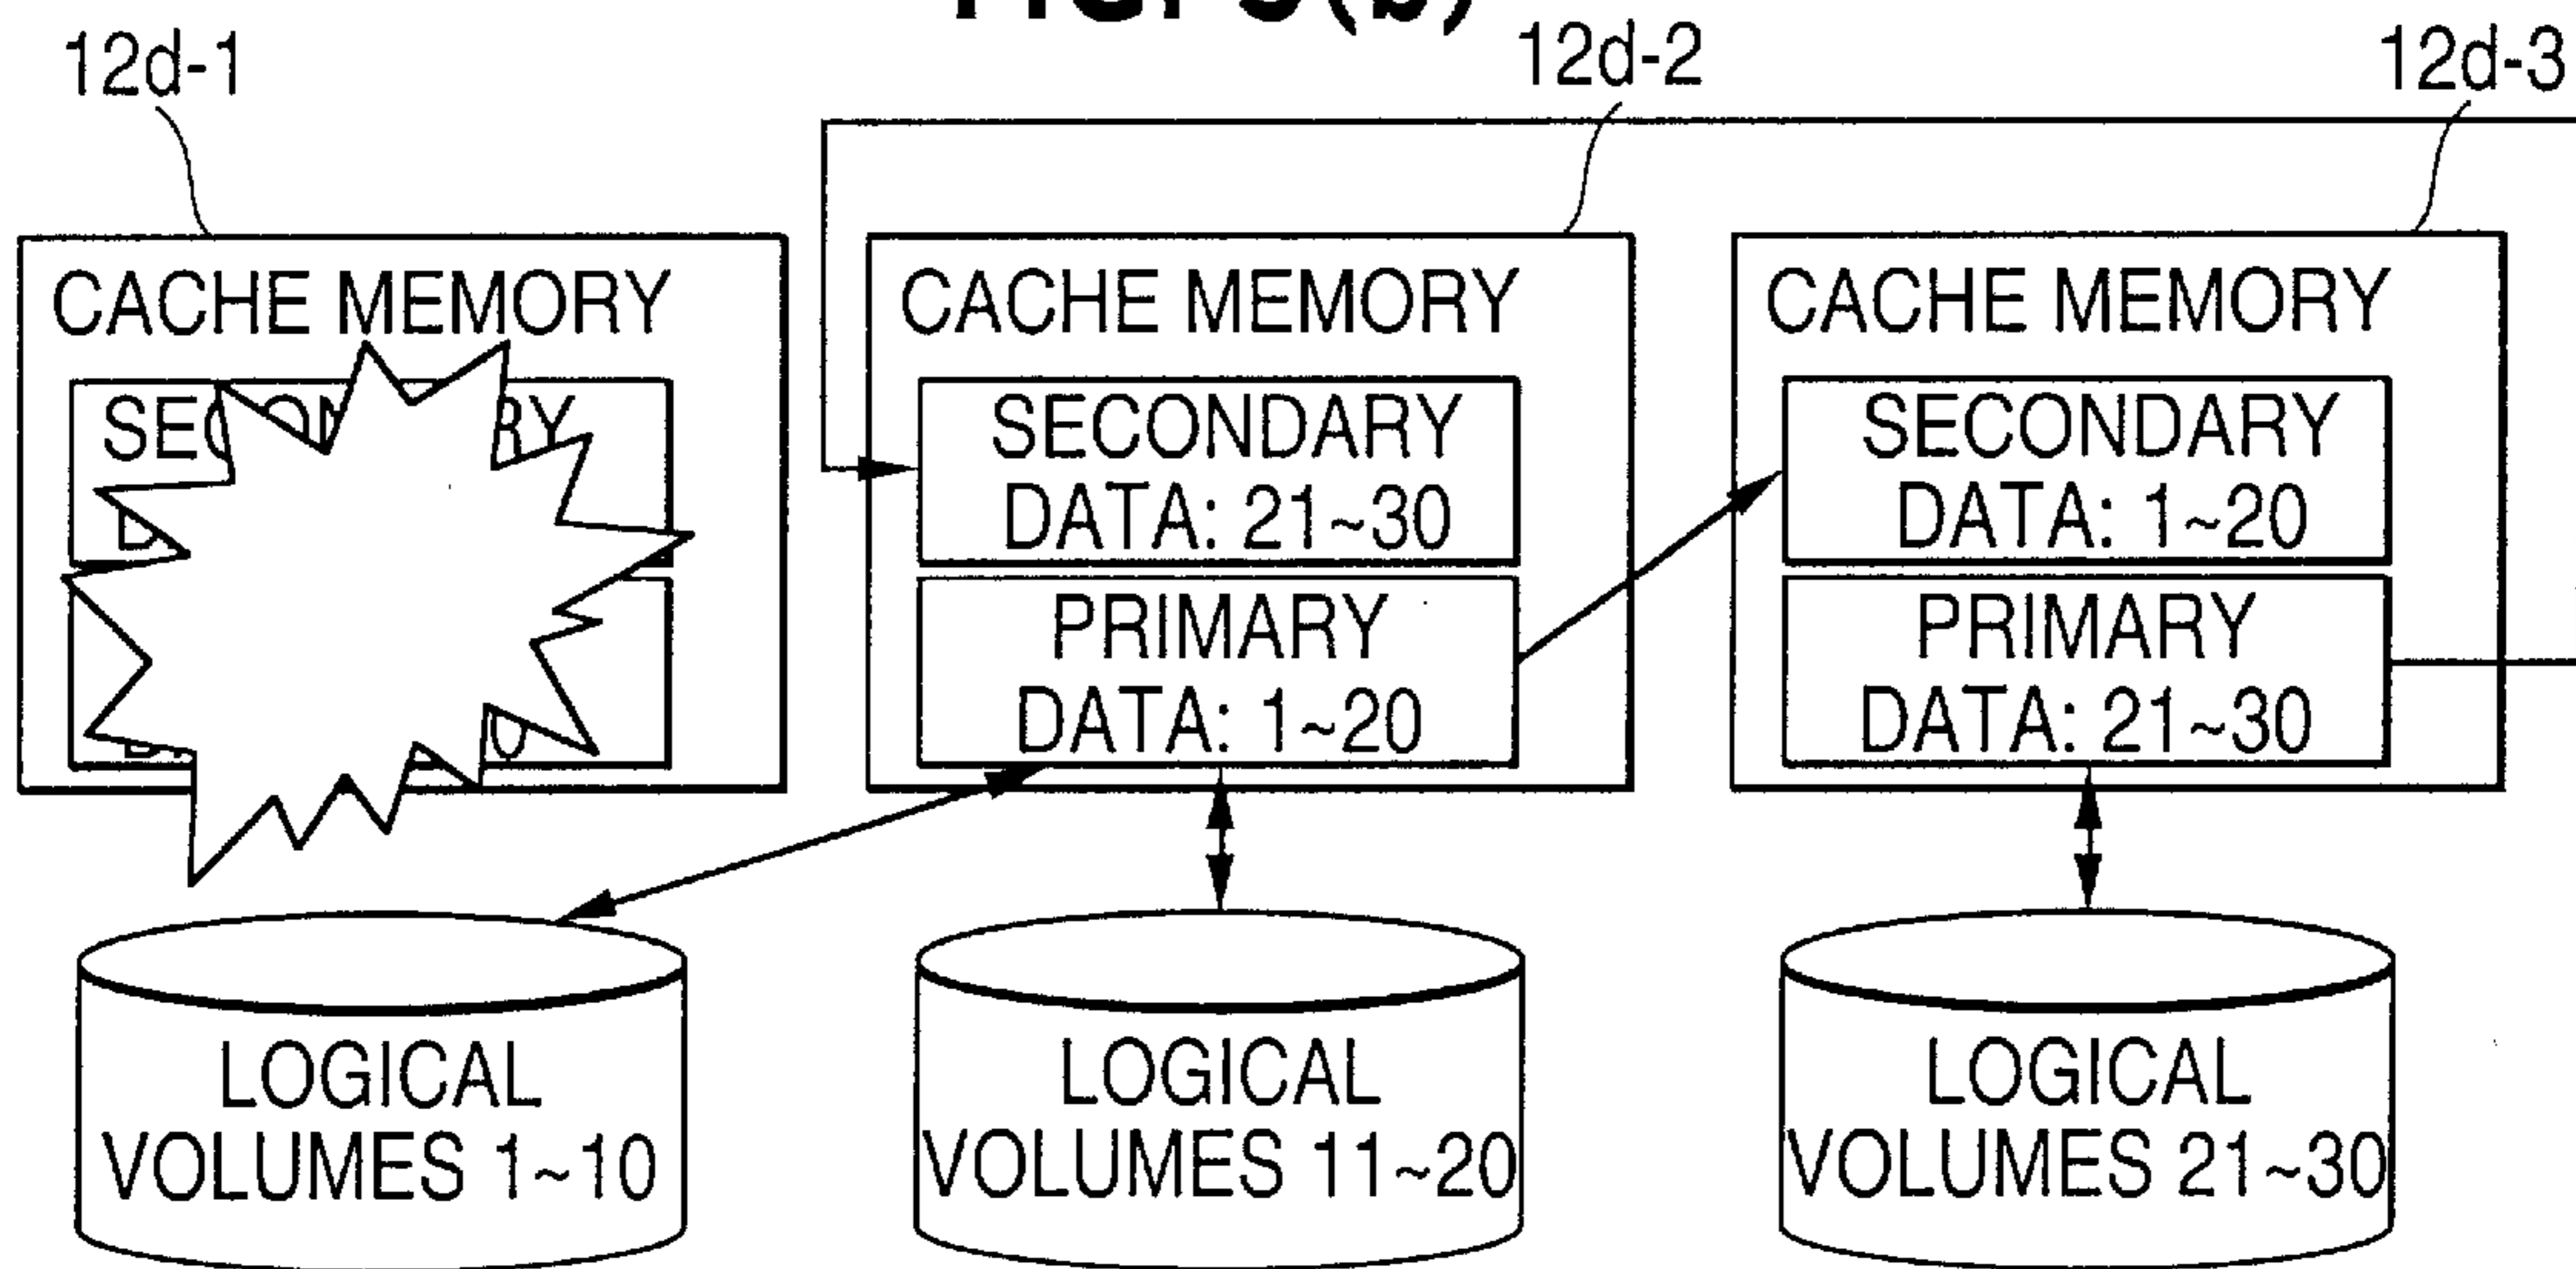 12d-1
12d-2
12d-3
CACHE MEMORY
CACHE MEMORY
SECONDARY
DATA: 21~30
PRIMARY
DATA: 1~20
CACHE MEMORY
SECONDARY
DATA: 1~20
PRIMARY
DATA: 21~30
LOGICAL
VOLUMES 1~10
LOGICAL
VOLUMES 11~20
LOGICAL
VOLUMES 21~30